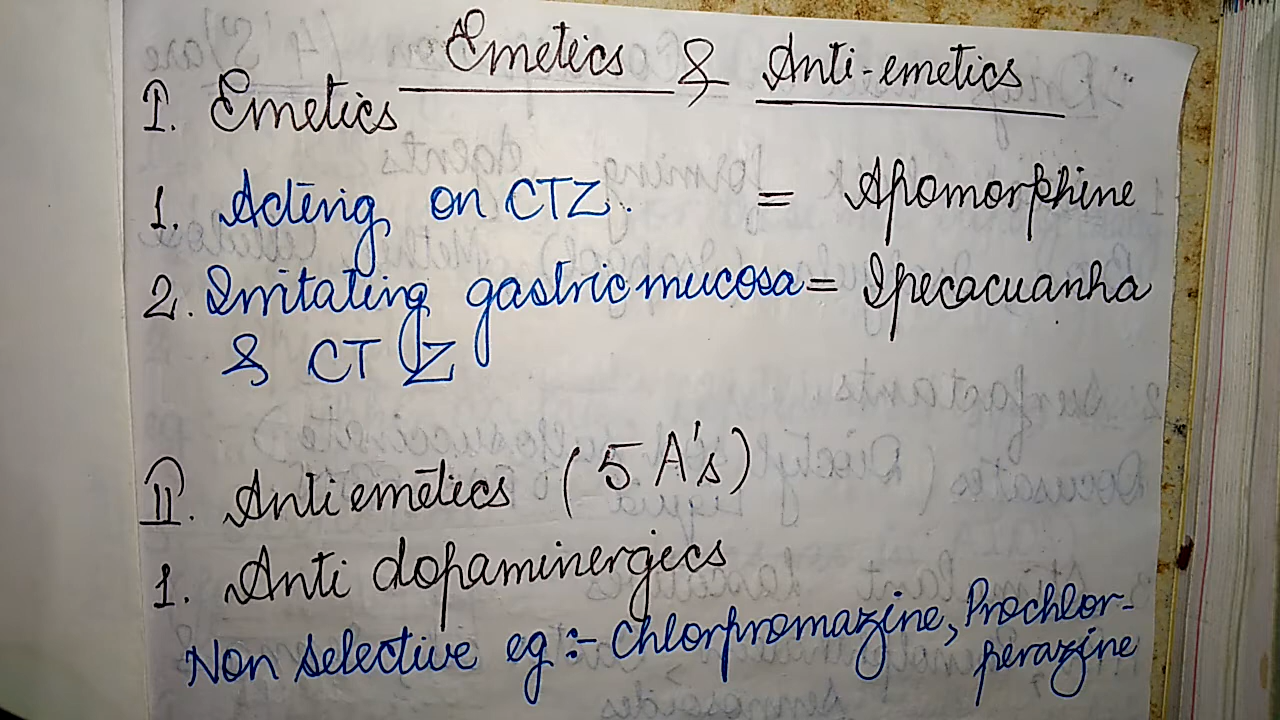 Emetics & Anti-emetics
I. Emetics
1. Acting on CTZ. = Apomorphine
2. Irritating gastric mucosa = Ipecacuanha
& CTZ
II. Antiemetics (5 A's)
1. Anti dopaminergics
Non selective eg:- Chlorpromazine, Prochlor-
perazine